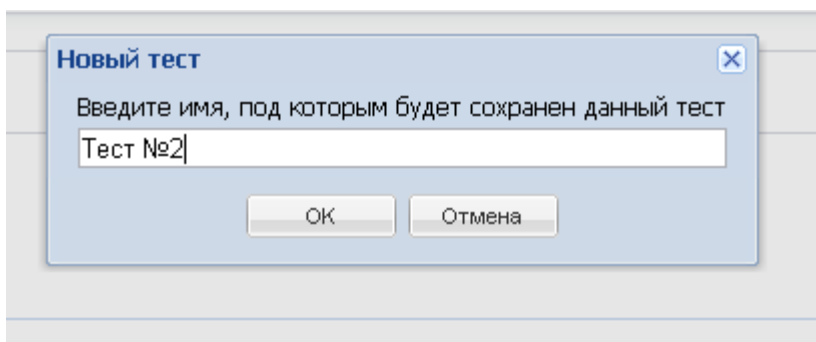 Новый тест
Введите имя, под которым будет сохранен данный тест
Тест №2
ОК Отмена